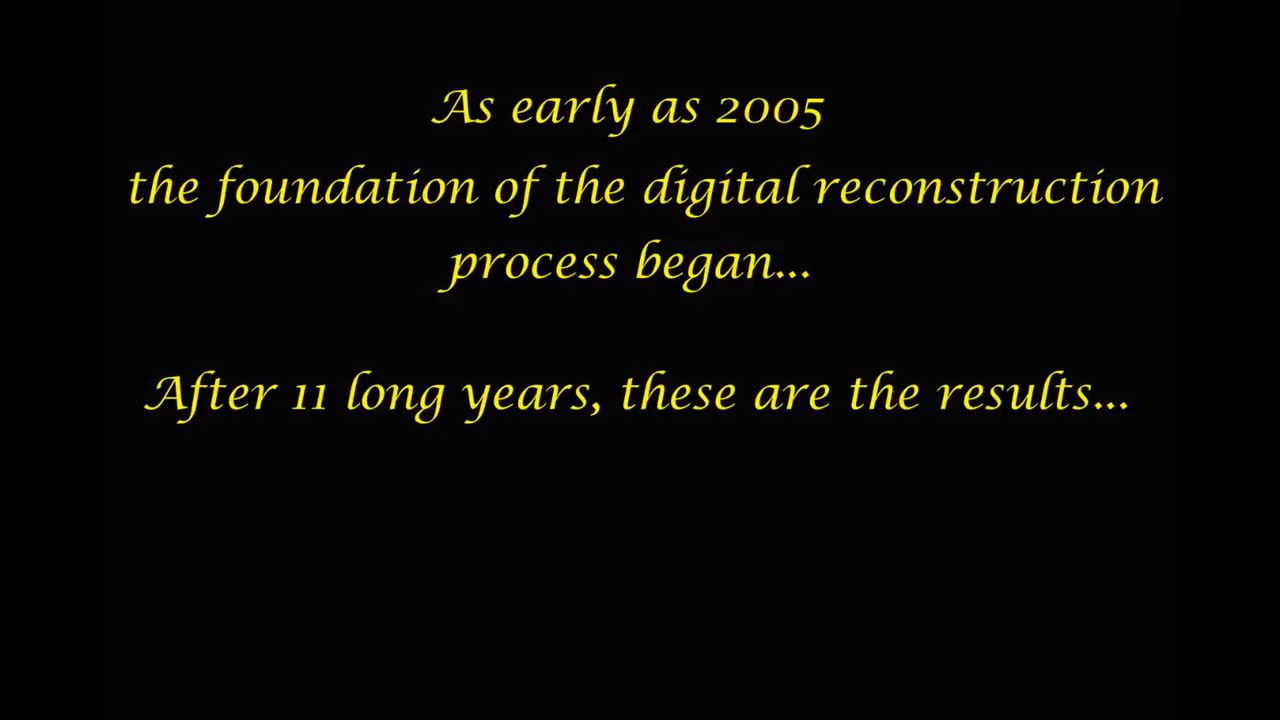 As early as 2005
the foundation of the digital reconstruction
process began...
After 11 long years, these are the results...